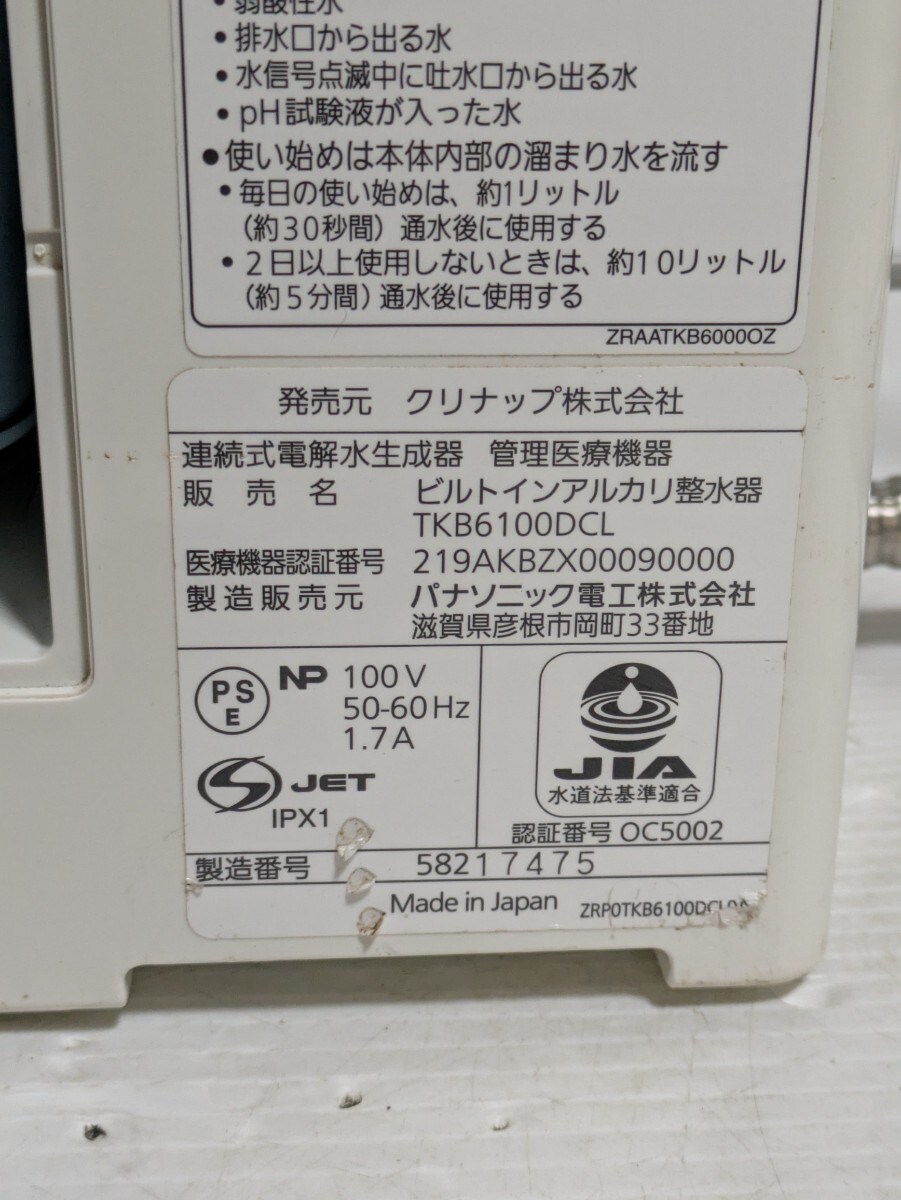 • 弱酸性水
• 排水口から出る水
• 水信号点滅中に吐水口から出る水
• pH試験液が入った水
● 使い始めは本体内部の溜まり水を流す
• 毎日の使い始めは、約1リットル
（約30秒間）通水後に使用する
• 2日以上使用しないときは、約10リットル
（約5分間）通水後に使用する
ZRAATKB6000OZ
発売元 クリナップ株式会社
連続式電解水生成器 管理医療機器
販売名 ビルトインアルカリ整水器
TKB6100DCL
医療機器認証番号 219AKBZX00090000
製造販売元 パナソニック電工株式会社
滋賀県彦根市岡町33番地
PS E NP 100V
50-60Hz
1.7A
S JET
IPX1
JIA
水道法基準適合
認証番号 OC5002
製造番号 58217475
Made in Japan
ZRP0TKB6100DCL0A